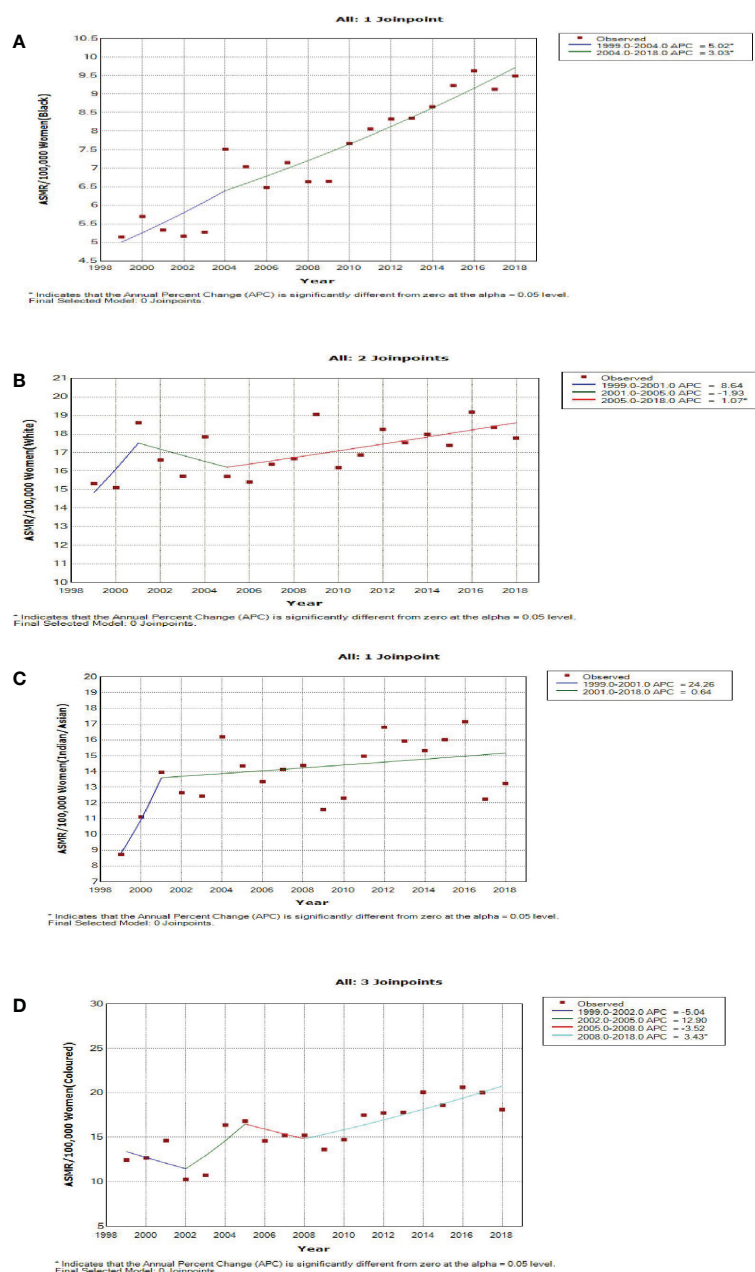 A
All: 1 Joinpoint
ASMR/100,000 Women(Black)
10.5
10
9.5
9
8.5
8
7.5
7
6.5
6
5.5
5
4.5
1998 2000 2002 2004 2006 2008 2010 2012 2014 2016 2018
Year
Observed
1999.0-2004.0 APC = 5.02*
2004.0-2018.0 APC = 3.03*
* Indicates that the Annual Percent Change (APC) is significantly different from zero at the alpha = 0.05 level.
Final Selected Model: 0 Joinpoints.
B
All: 2 Joinpoints
ASMR/100,000 Women(White)
21
20
19
18
17
16
15
14
13
12
11
10
1998 2000 2002 2004 2006 2008 2010 2012 2014 2016 2018
Year
Observed
1999.0-2001.0 APC = 8.64
2001.0-2005.0 APC = -1.93
2005.0-2018.0 APC = 1.07*
* Indicates that the Annual Percent Change (APC) is significantly different from zero at the alpha = 0.05 level.
Final Selected Model: 0 Joinpoints.
C
All: 1 Joinpoint
ASMR/100,000 Women(Indian/Asian)
20
19
18
17
16
15
14
13
12
11
10
9
8
7
1998 2000 2002 2004 2006 2008 2010 2012 2014 2016 2018
Year
Observed
1999.0-2001.0 APC = 24.26
2001.0-2018.0 APC = 0.64
* Indicates that the Annual Percent Change (APC) is significantly different from zero at the alpha = 0.05 level.
Final Selected Model: 0 Joinpoints.
D
All: 3 Joinpoints
ASMR/100,000 Women(Coloured)
30
25
20
15
10
5
1998 2000 2002 2004 2006 2008 2010 2012 2014 2016 2018
Year
Observed
1999.0-2002.0 APC = -5.04
2002.0-2005.0 APC = 12.90
2005.0-2008.0 APC = -3.52
2008.0-2018.0 APC = 3.43*
* Indicates that the Annual Percent Change (APC) is significantly different from zero at the alpha = 0.05 level.
Final Selected Model: 0 Joinpoints.